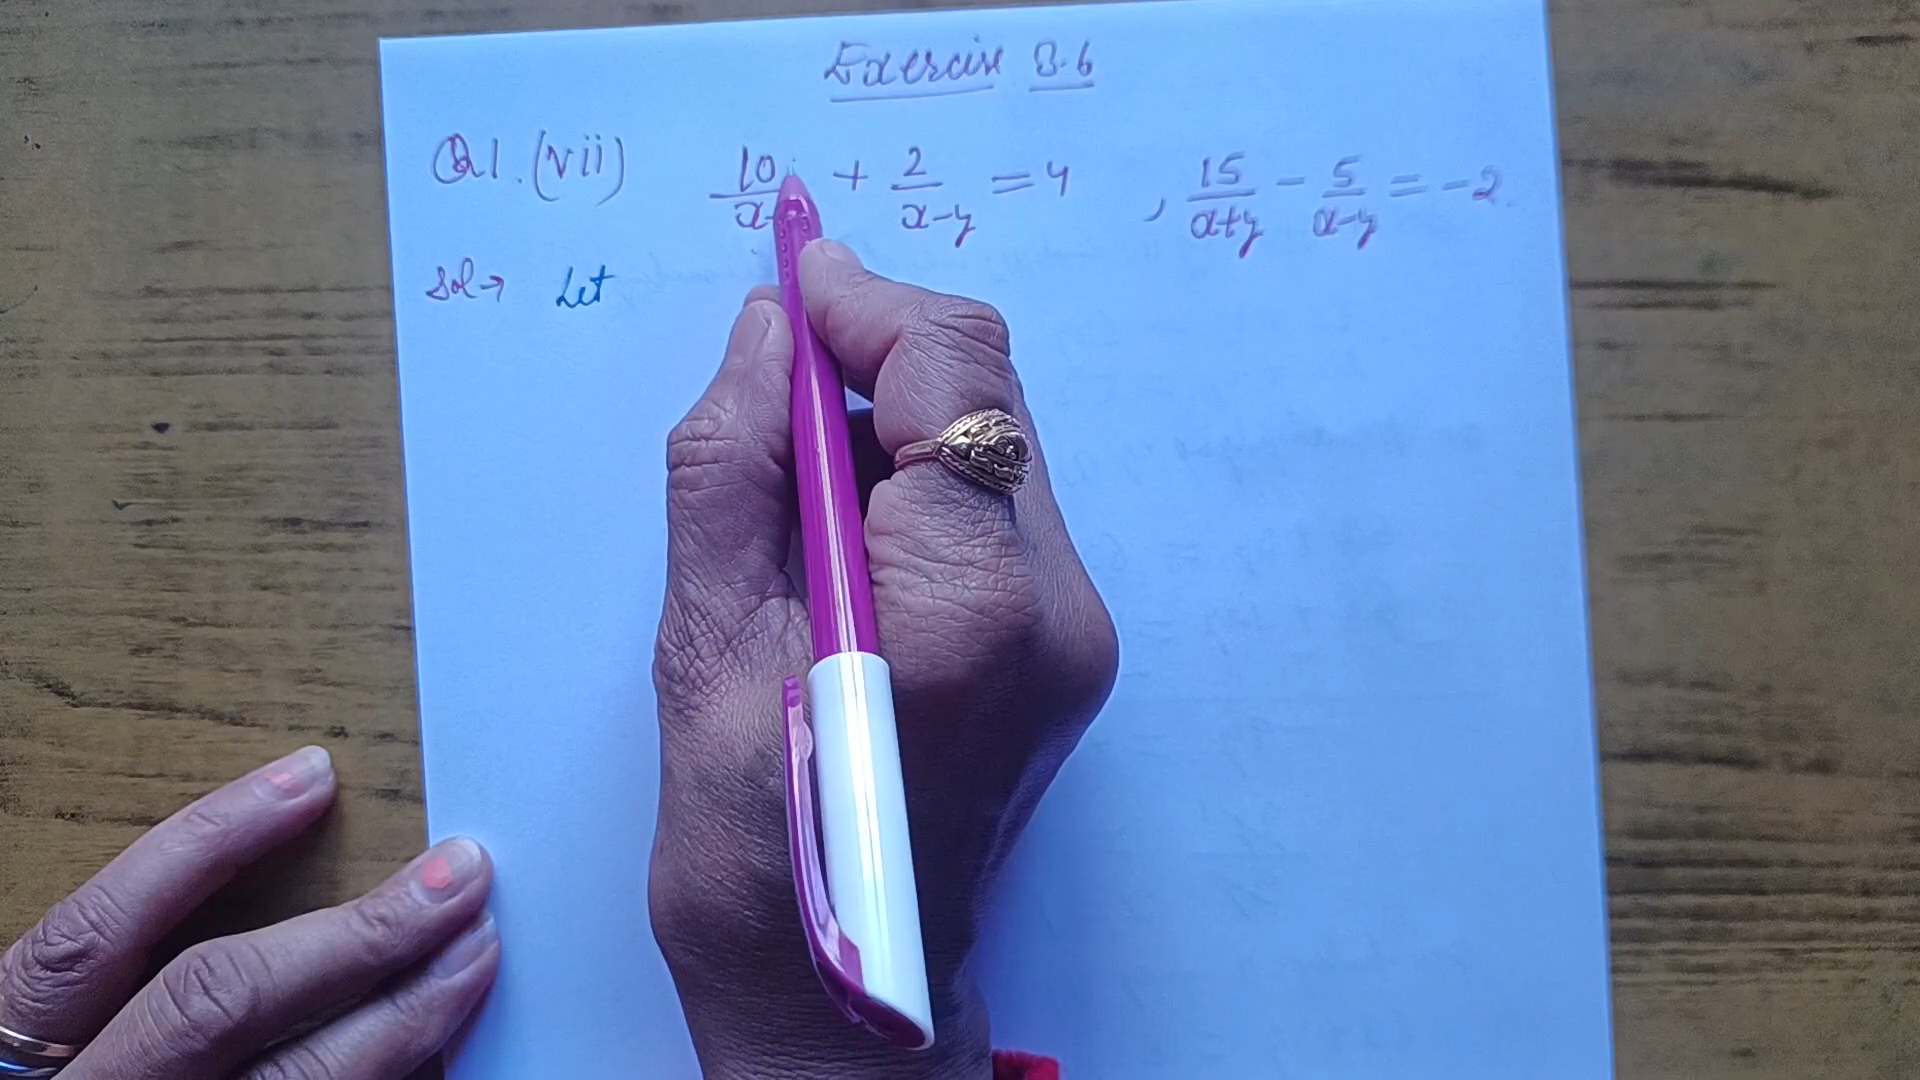 Exercise 3.6
Q1. (vii) 10/x + 2/x-y = 4 , 15/x+y - 5/x-y = -2
Sol→ Let